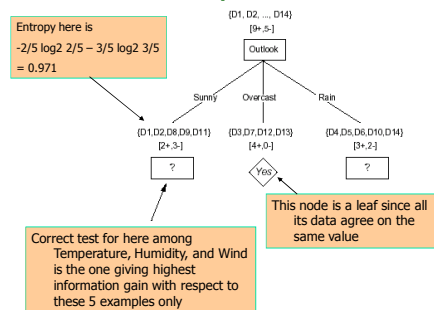 {D1, D2, ..., D14}
[9+,5-]
Outlook
Entropy here is
-2/5 log2 2/5 – 3/5 log2 3/5
= 0.971
Sunny
Overcast
Rain
{D1,D2,D8,D9,D11}
[2+,3-]
?
{D3,D7,D12,D13}
[4+,0-]
Yes
{D4,D5,D6,D10,D14}
[3+,2-]
?
This node is a leaf since all
its data agree on the
same value
Correct test for here among
Temperature, Humidity, and Wind
is the one giving highest
information gain with respect to
these 5 examples only